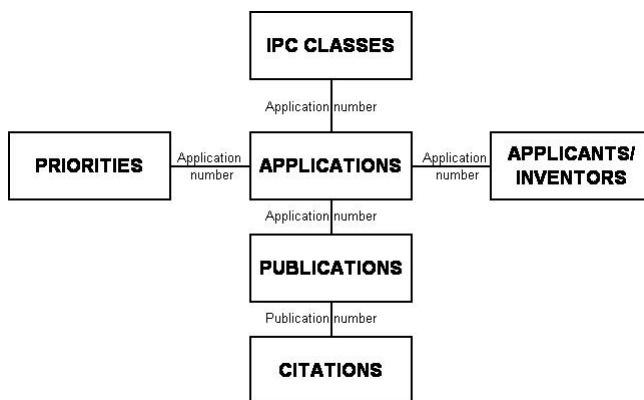 IPC CLASSES
Application number
PRIORITIES
Application
number
APPLICATIONS
Application
number
APPLICANTS/
INVENTORS
Application number
PUBLICATIONS
Publication number
CITATIONS